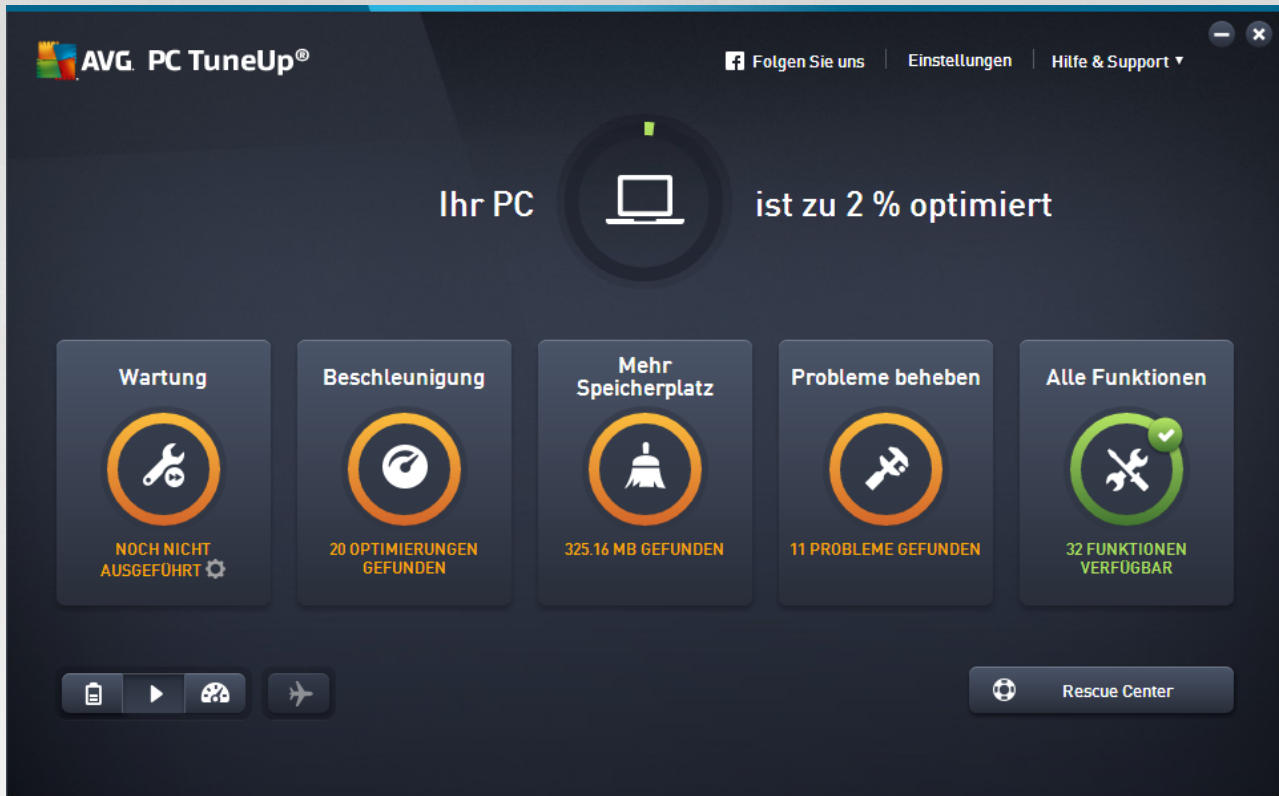 AVG. PC TuneUp®
Folgen Sie uns
Einstellungen
Hilfe & Support
Ihr PC
ist zu 2 % optimiert
Wartung
NOCH NICHT
AUSGEFÜHRT
Beschleunigung
20 OPTIMIERUNGEN
GEFUNDEN
Mehr
Speicherplatz
325.16 MB GEFUNDEN
Probleme beheben
11 PROBLEME GEFUNDEN
Alle Funktionen
32 FUNKTIONEN
VERFÜGBAR
Rescue Center